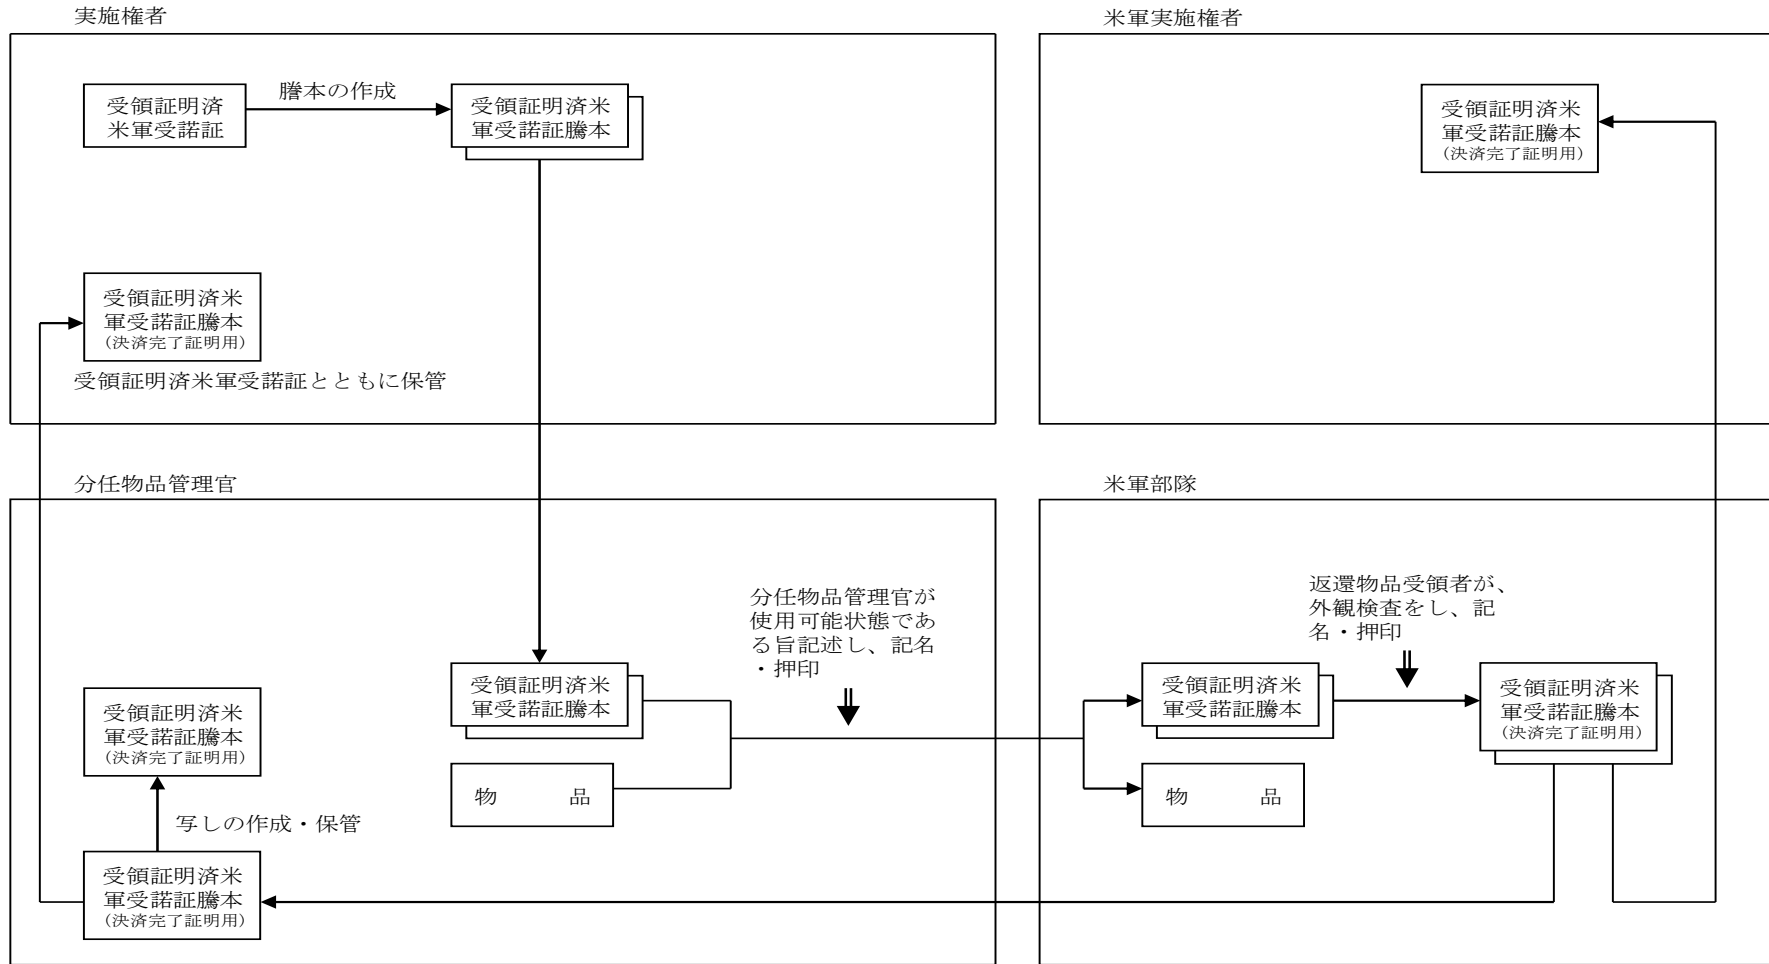 実施権者
米軍実施権者
受領証明済
米軍受諾証
謄本の作成
受領証明済米
軍受諾証謄本
受領証明済米
軍受諾証謄本
(決済完了証明用)
受領証明済米
軍受諾証謄本
(決済完了証明用)
受領証明済米軍受諾証とともに保管
分任物品管理官
米軍部隊
分任物品管理官が
使用可能状態であ
る旨記述し、記名
・押印
返還物品受領者が、
外観検査をし、記
名・押印
受領証明済米
軍受諾証謄本
受領証明済米
軍受諾証謄本
受領証明済米
軍受諾証謄本
(決済完了証明用)
受領証明済米
軍受諾証謄本
(決済完了証明用)
物　　　品
物　　　品
写しの作成・保管
受領証明済米
軍受諾証謄本
(決済完了証明用)